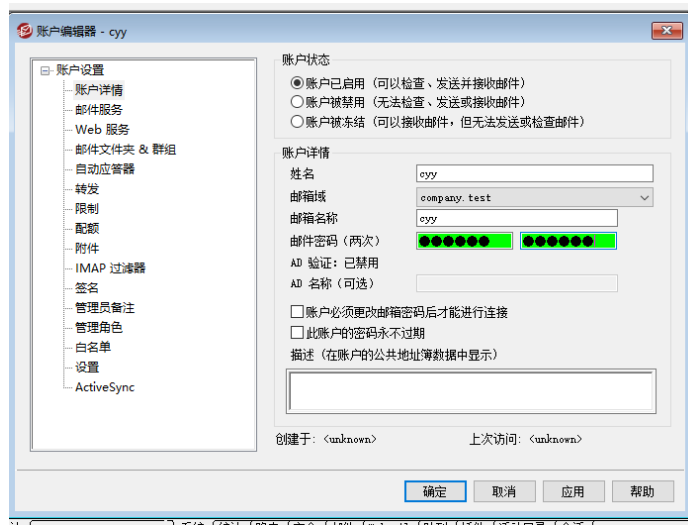 账户编辑器 - cyy
账户设置
账户详情
邮件服务
Web 服务
邮件文件夹 & 群组
自动应答器
转发
限制
配额
附件
IMAP 过滤器
签名
管理员备注
管理角色
白名单
设置
ActiveSync
账户状态
账户已启用（可以检查、发送并接收邮件）
账户被禁用（无法检查、发送或接收邮件）
账户被冻结（可以接收邮件，但无法发送或检查邮件）
账户详情
姓名 cyy
邮箱域 company.test
邮箱名称 cyy
邮件密码（两次） ●●●●●● ●●●●●●
AD 验证：已禁用
AD 名称（可选）
账户必须更改邮箱密码后才能进行连接
此账户的密码永不过期
描述（在账户的公共地址簿数据中显示）
创建于：<unknown> 上次访问：<unknown>
确定 取消 应用 帮助